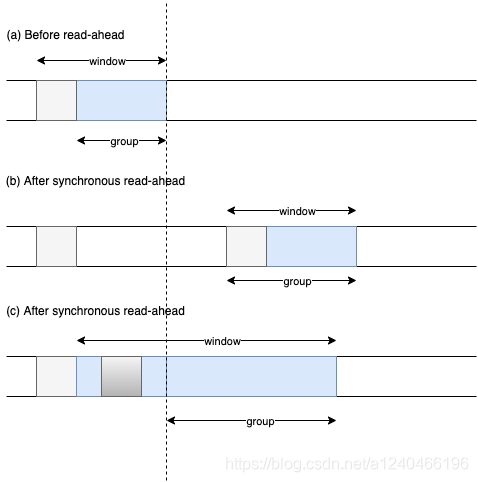 (a) Before read-ahead
window
group
(b) After synchronous read-ahead
window
group
(c) After synchronous read-ahead
window
group
https://blog.csdn.net/a1240466196